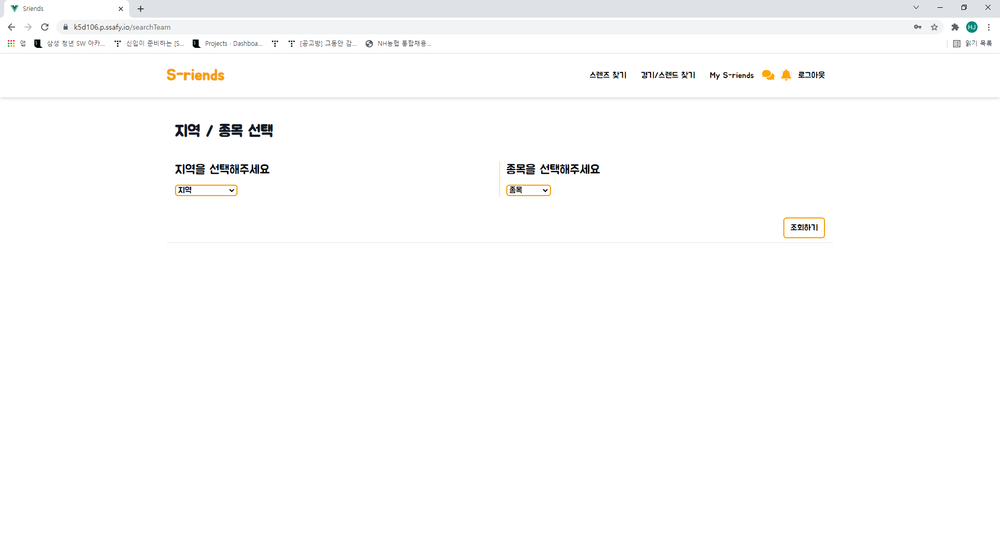 Sriends
k5d106.p.ssafy.io/searchTeam
HJ
앱 삼성 청년 SW 아카... 신입이 준비하는 [S... Projects · Dashboa... [공고방] 그동안 감... NH농협 통합채용... 읽기 목록
S-riends 스렌즈 찾기 경기/스렌드 찾기 My S-riends 로그아웃
지역 / 종목 선택
지역을 선택해주세요 종목을 선택해주세요
지역 종목
조회하기